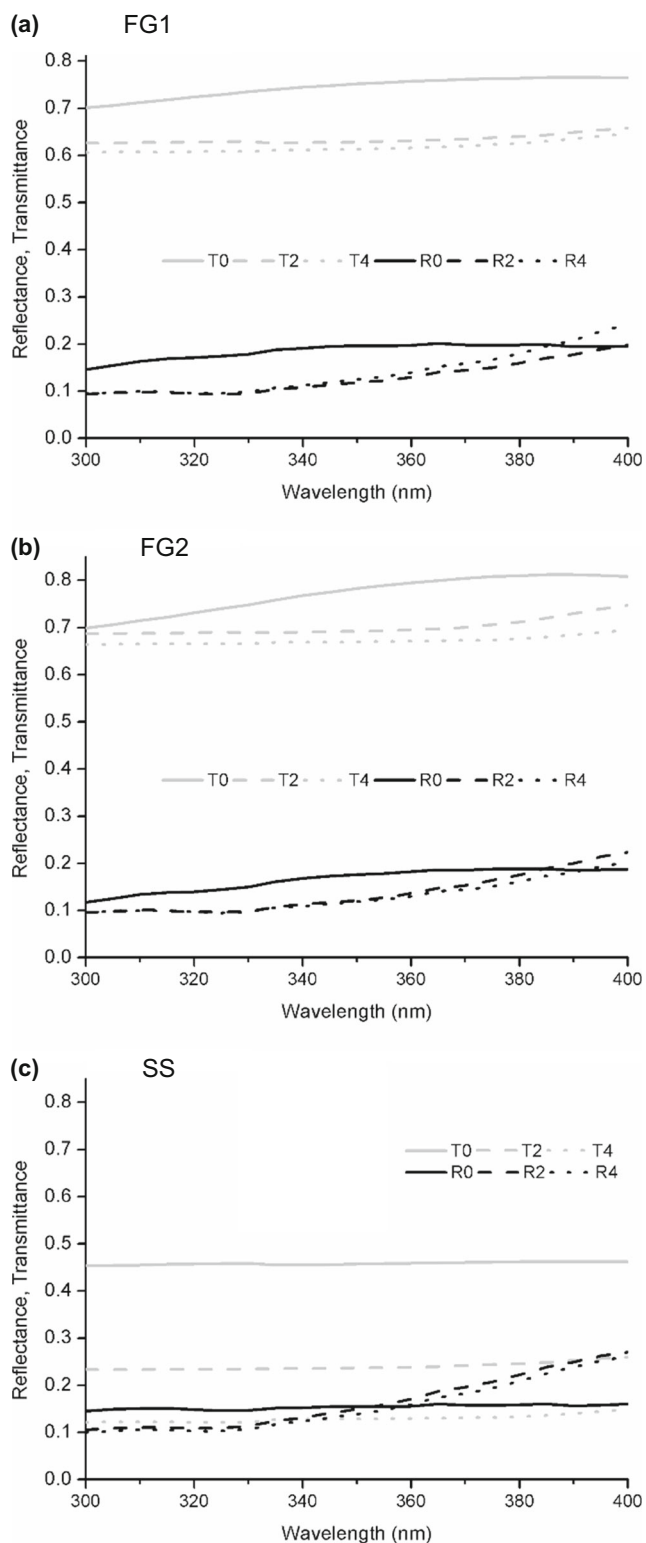 (a) FG1
0.8
0.7
0.6
0.5
0.4
0.3
0.2
0.1
0.0
Reflectance, Transmittance
T0 T2 T4 R0 R2 R4
300 320 340 360 380 400
Wavelength (nm)
(b) FG2
0.8
0.7
0.6
0.5
0.4
0.3
0.2
0.1
0.0
Reflectance, Transmittance
T0 T2 T4 R0 R2 R4
300 320 340 360 380 400
Wavelength (nm)
(c) SS
0.8
0.7
0.6
0.5
0.4
0.3
0.2
0.1
0.0
Reflectance, Transmittance
T0 T2 T4
R0 R2 R4
300 320 340 360 380 400
Wavelength (nm)